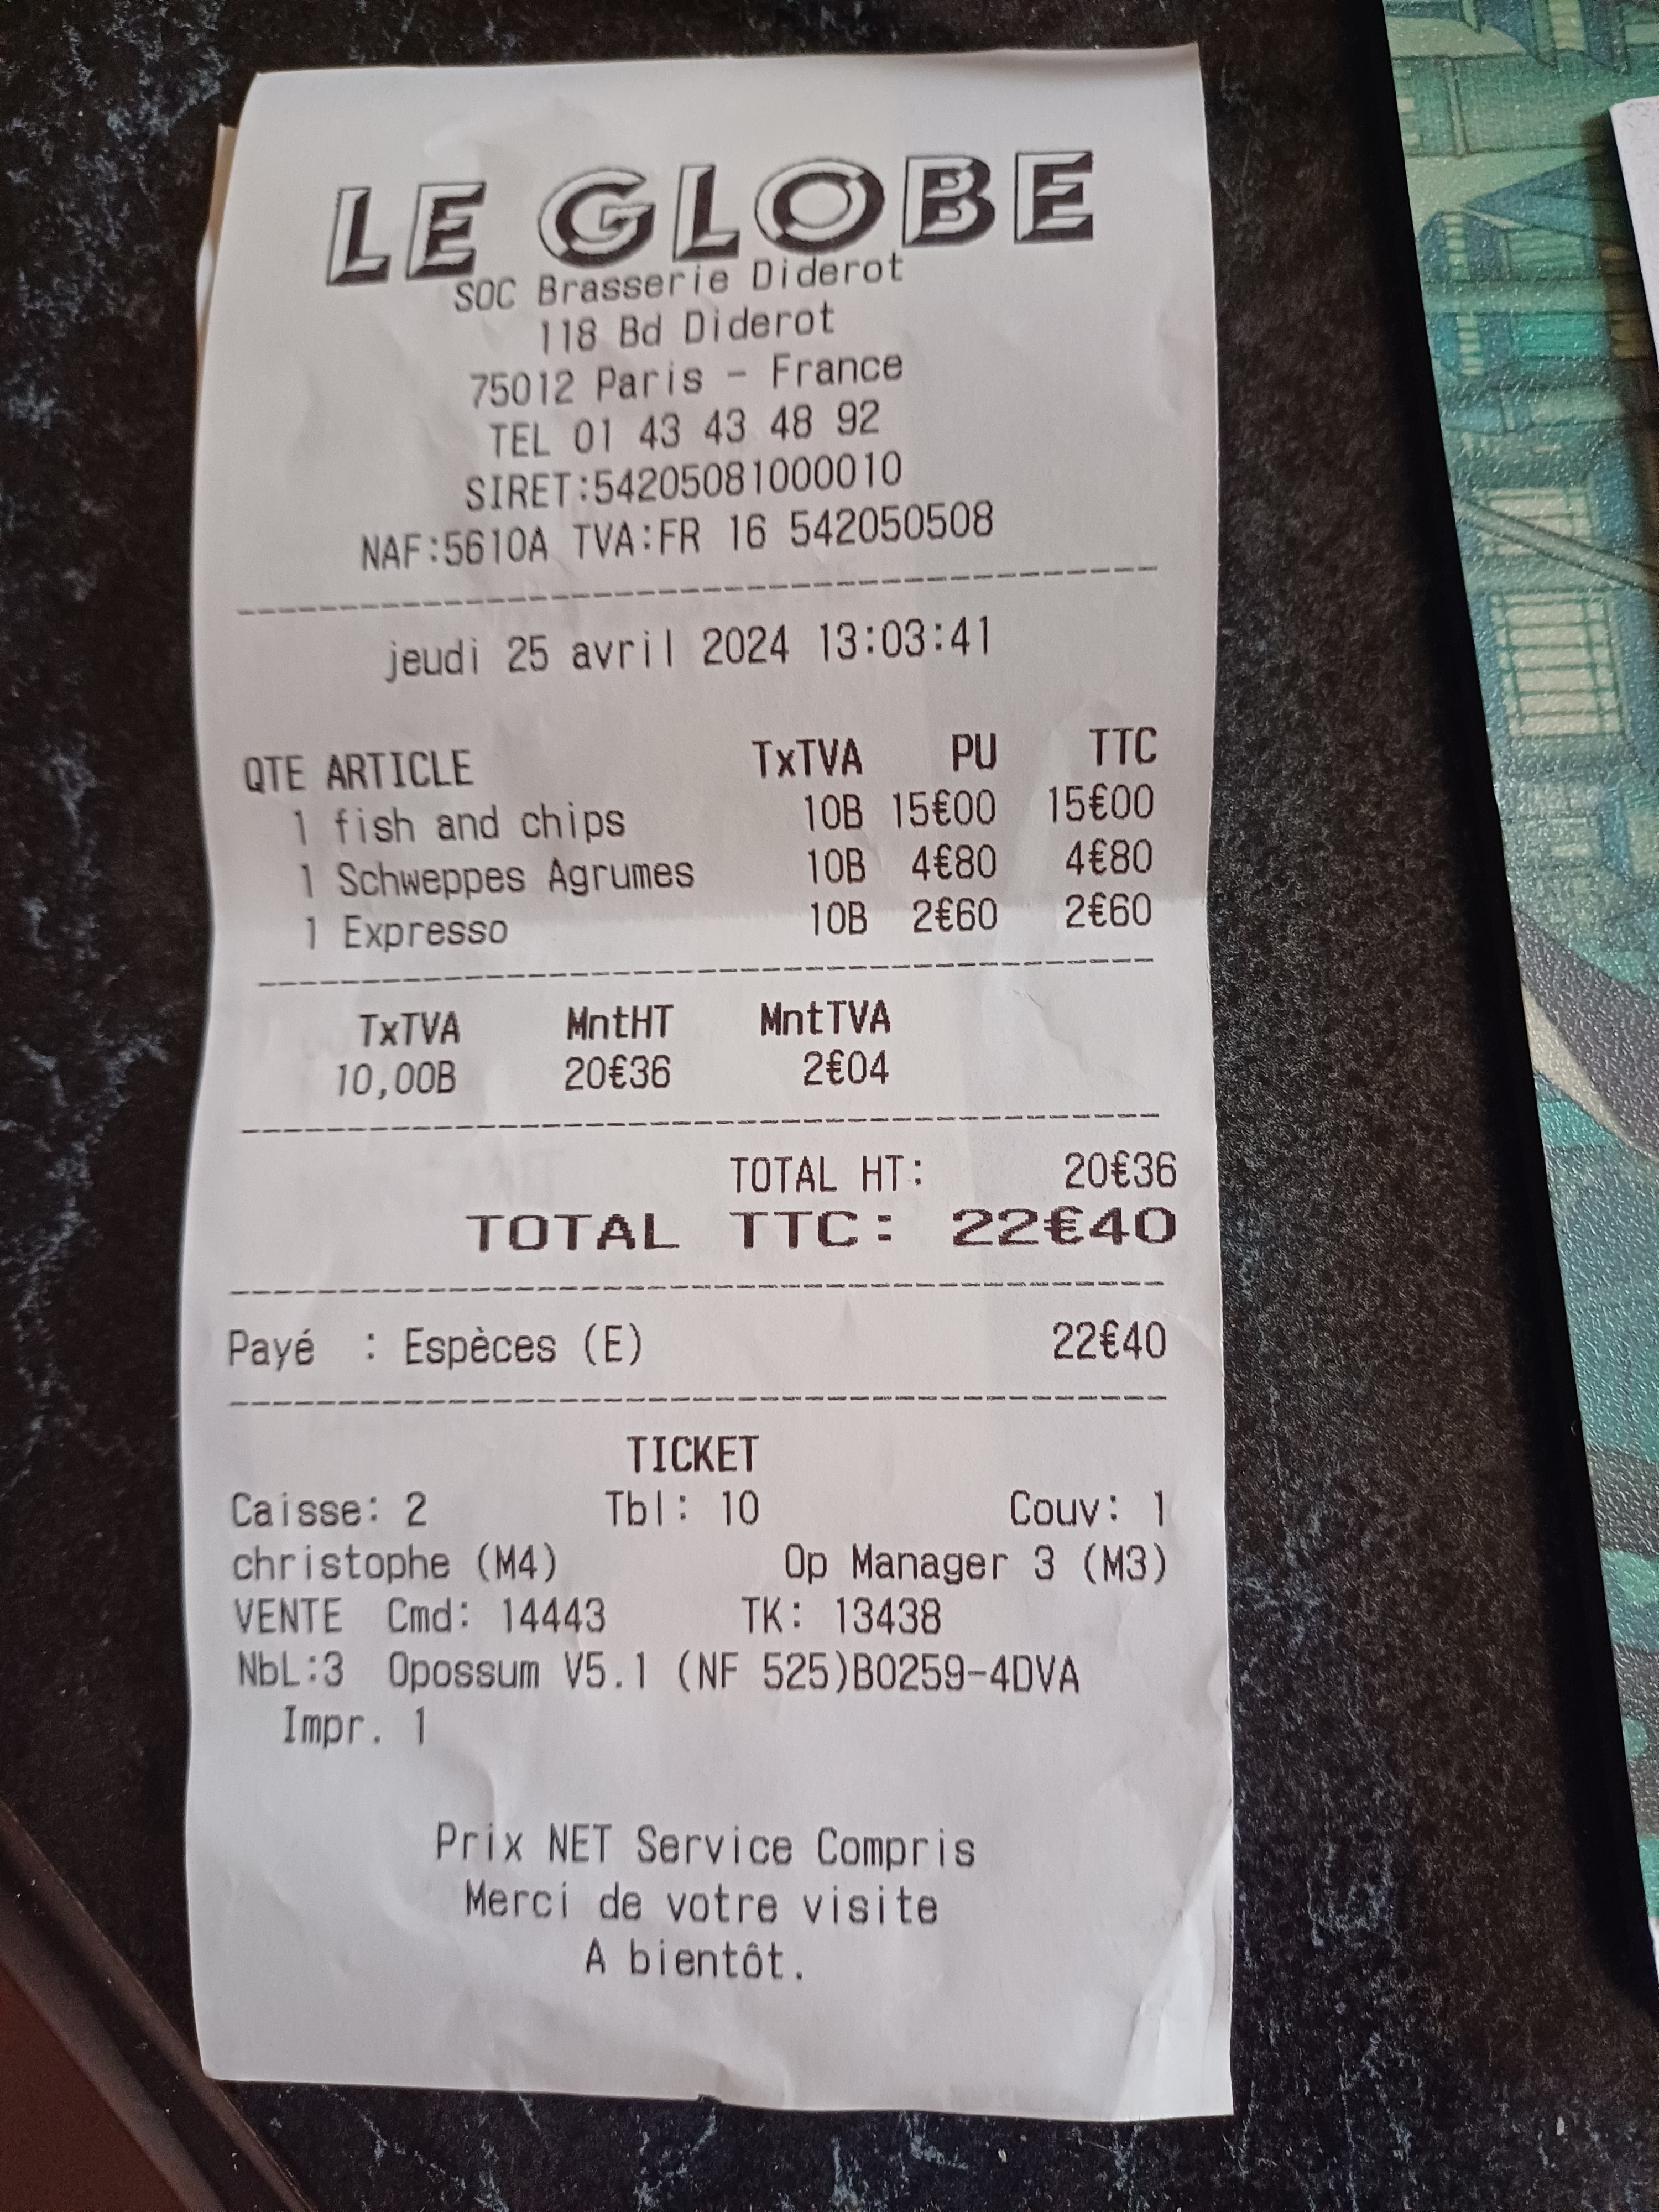 LE GLOBE
SOC Brasserie Diderot
118 Bd Diderot
75012 Paris - France
TEL 01 43 43 48 92
SIRET:54205081000010
NAF:5610A TVA:FR 16 542050508
jeudi 25 avril 2024 13:03:41
QTE ARTICLE TxTVA PU TTC
1 fish and chips 10B 15€00 15€00
1 Schweppes Agrumes 10B 4€80 4€80
1 Expresso 10B 2€60 2€60
TxTVA MntHT MntTVA
10,00B 20€36 2€04
TOTAL HT: 20€36
TOTAL TTC: 22€40
Payé : Espèces (E) 22€40
TICKET
Caisse: 2 Tbl: 10 Couv: 1
christophe (M4) Op Manager 3 (M3)
VENTE Cmd: 14443 TK: 13438
NbL:3 Opossum V5.1 (NF 525)B0259-4DVA
Impr. 1
Prix NET Service Compris
Merci de votre visite
A bientôt.